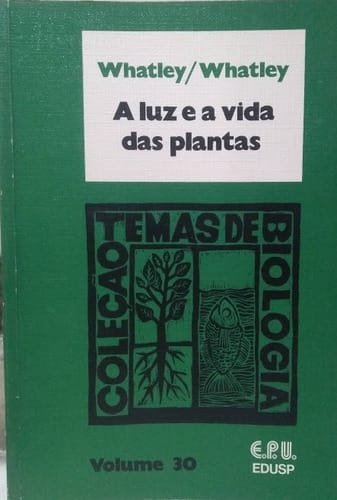 Whatley/Whatley
A luz e a vida
das plantas
COLEÇÃO
TEMAS DE
BIOLOGIA
Volume 30
E.P.U.
EDUSP